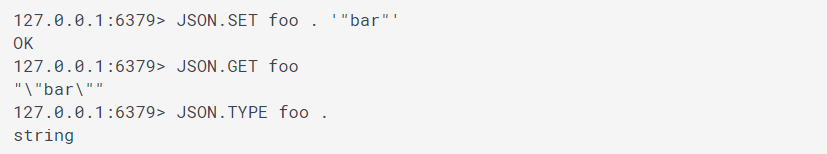 127.0.0.1:6379> JSON.SET foo . '"bar"'
OK
127.0.0.1:6379> JSON.GET foo
"\"bar\""
127.0.0.1:6379> JSON.TYPE foo .
string